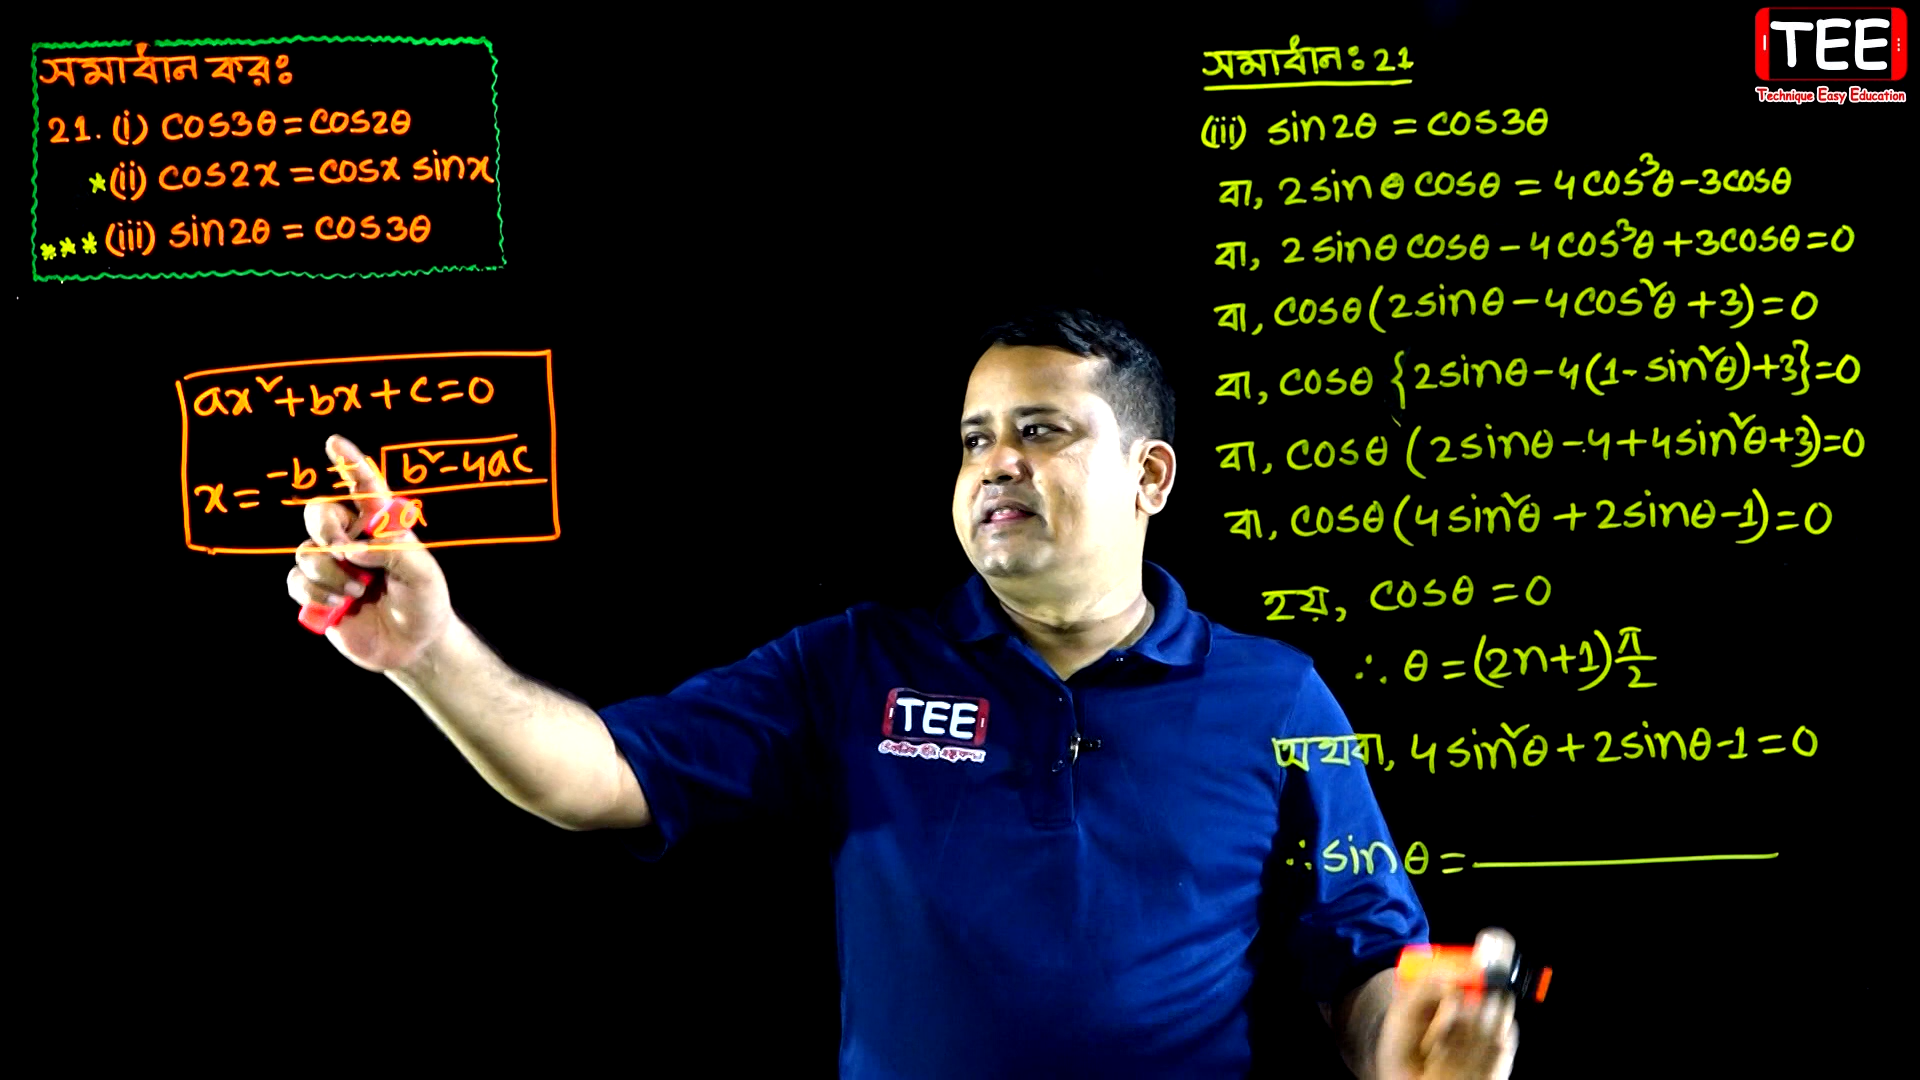 সমাধান করঃ
21. (i) cos3θ = cos2θ
*(ii) cos2x = cosx sinx
***(iii) sin2θ = cos3θ
ax²+bx+c=0
x = -b ± √b²-4ac
2a
TEE
TEE
Technique Easy Education
সমাধান: 21
(iii) sin2θ = cos3θ
বা, 2sinθ cosθ = 4cos³θ-3cosθ
বা, 2sinθ cosθ - 4cos³θ+3cosθ=0
বা, cosθ(2sinθ-4cos²θ+3)=0
বা, cosθ {2sinθ-4(1-sin²θ)+3}=0
বা, cosθ (2sinθ-4+4sin²θ+3)=0
বা, cosθ(4sin²θ+2sinθ-1)=0
হয়, cosθ=0
∴ θ=(2n+1)π/2
অথবা, 4sin²θ+2sinθ-1=0
∴ sinθ=